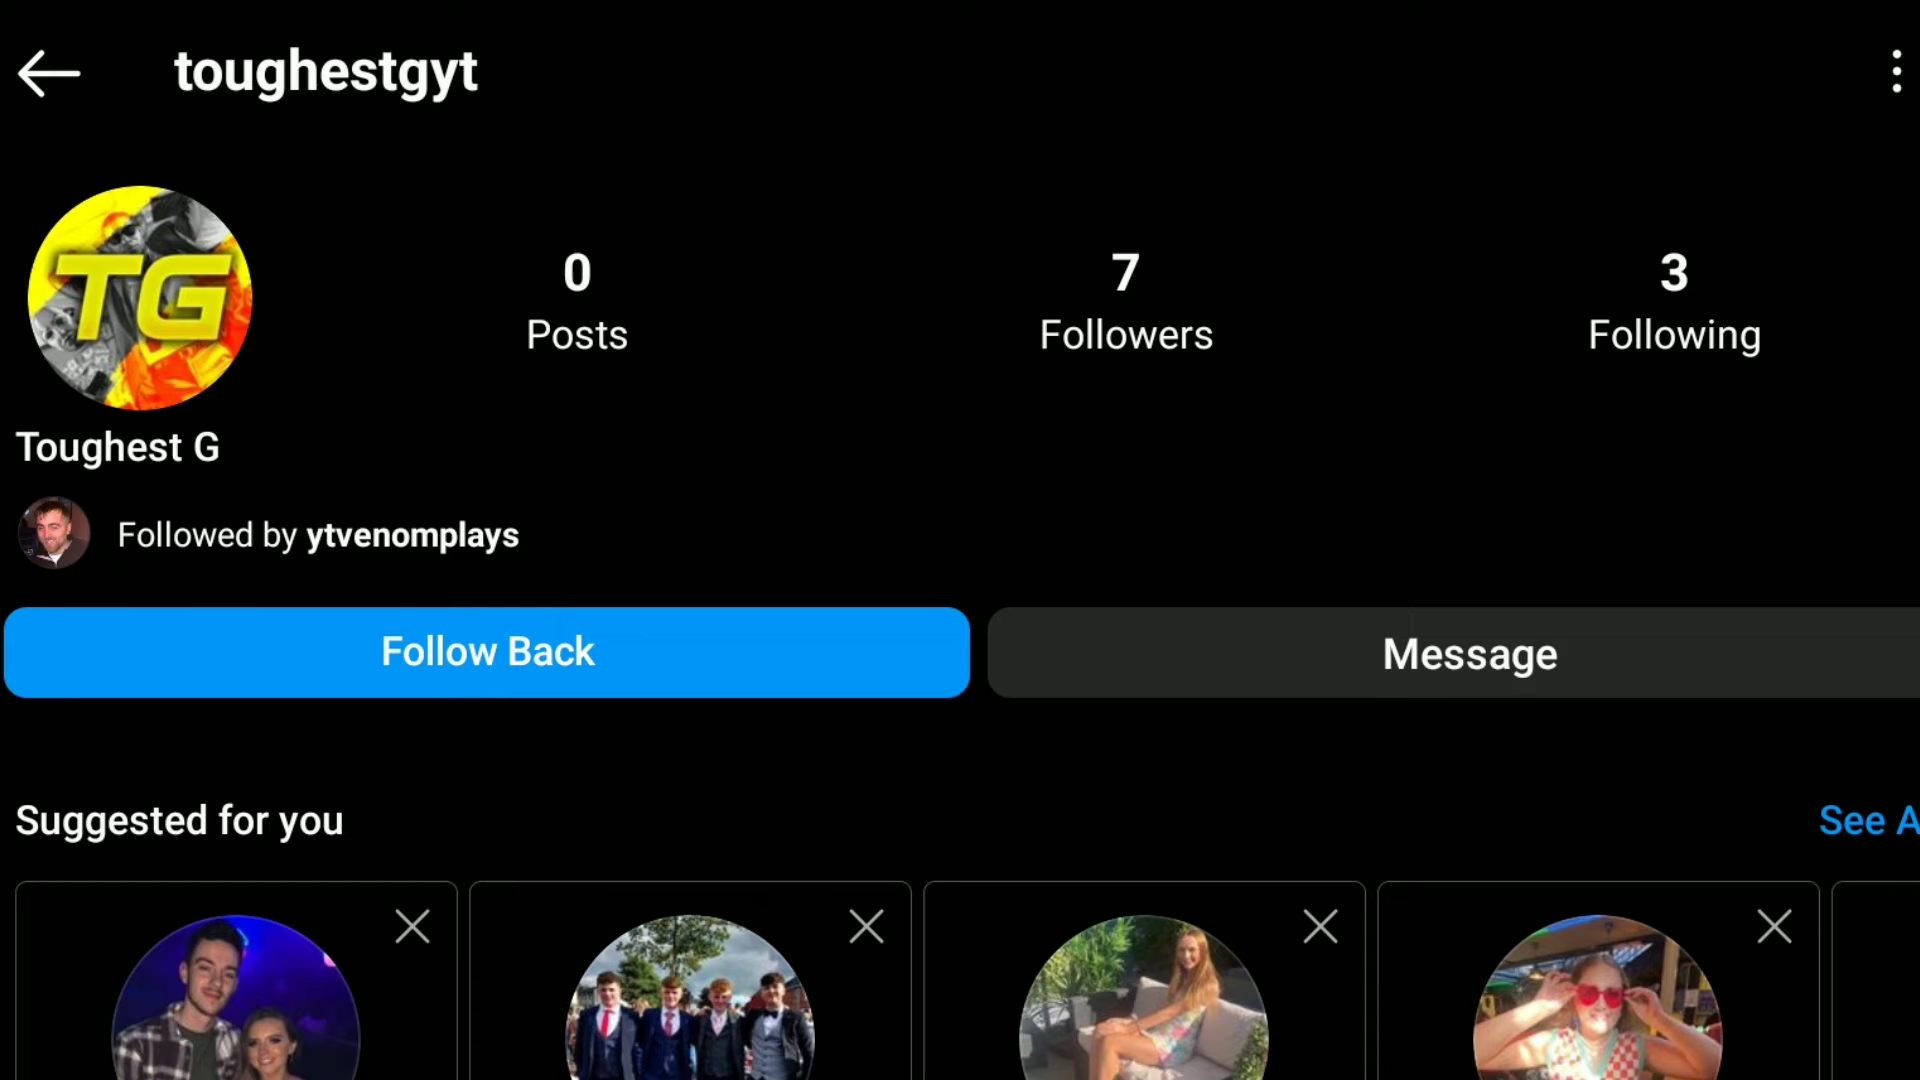 toughestgyt
TG
0
Posts
7
Followers
3
Following
Toughest G
Followed by ytvenomplays
Follow Back
Message
Suggested for you
See A